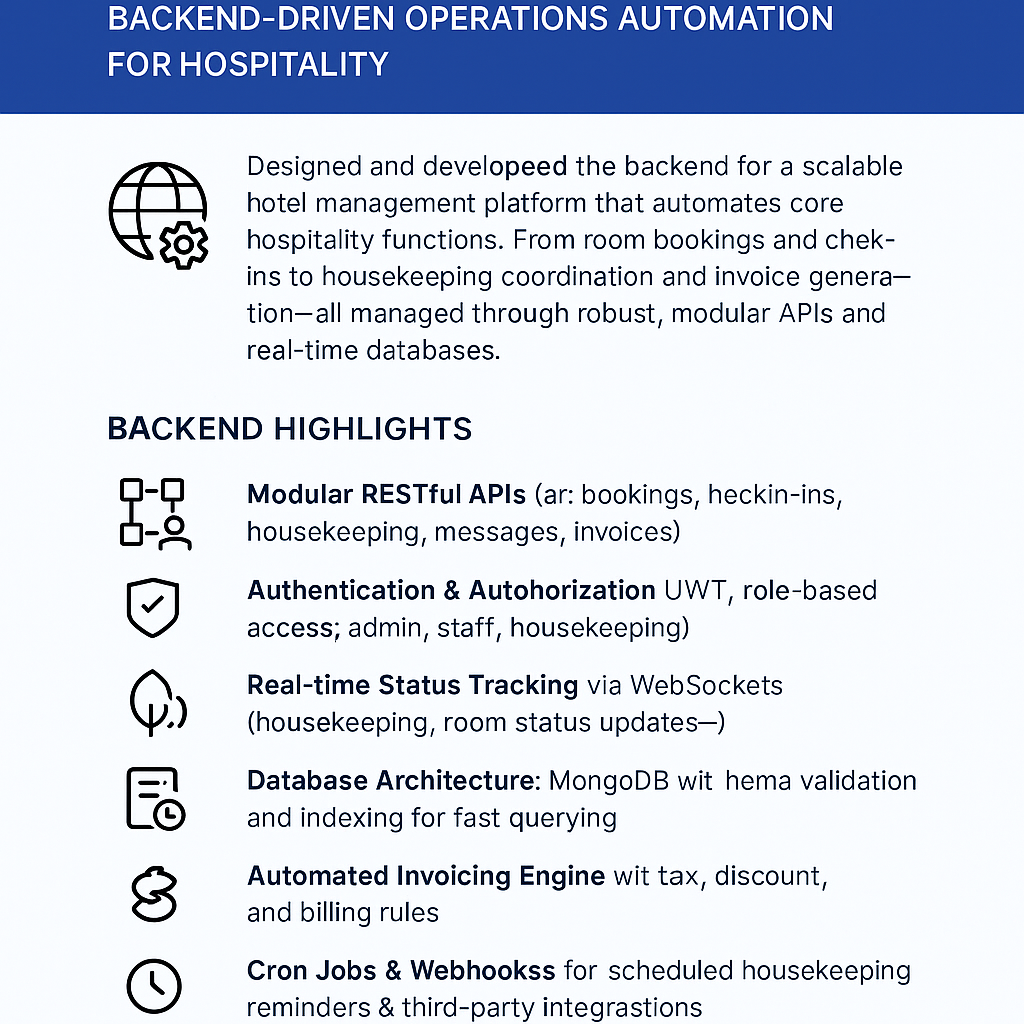 BACKEND-DRIVEN OPERATIONS AUTOMATION
FOR HOSPITALITY
Designed and developeed the backend for a scalable
hotel management platform that automates core
hospitality functions. From room bookings and chek-
ins to housekeeping coordination and invoice genera—
tion—all managed through robust, modular APIs and
real-time databases.
BACKEND HIGHLIGHTS
Modular RESTful APIs (ar: bookings, heckin-ins,
housekeeping, messages, invoices)
Authentication & Autohorization UWT, role-based
access; admin, staff, housekeeping)
Real-time Status Tracking via WebSockets
(housekeeping, room status updates—)
Database Architecture: MongoDB wit hema validation
and indexing for fast querying
Automated Invoicing Engine wit tax, discount,
and billing rules
Cron Jobs & Webhookss for scheduled housekeeping
reminders & third-party integrastions